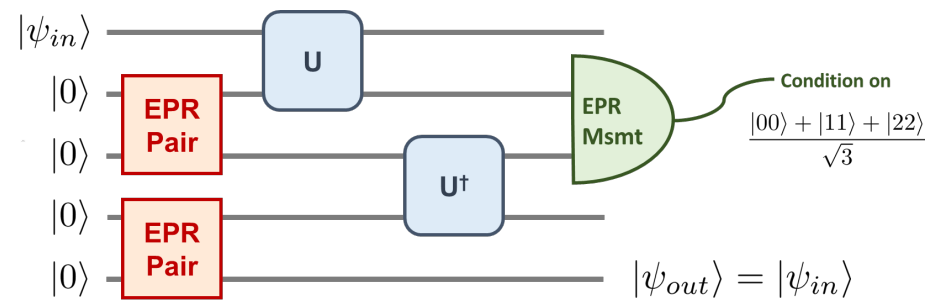 |ψ_in⟩
U
|0⟩
EPR
Pair
EPR
Msmt
Condition on
|00⟩ + |11⟩ + |22⟩
√3
|0⟩
U†
|0⟩
EPR
Pair
|0⟩
|ψ_out⟩ = |ψ_in⟩